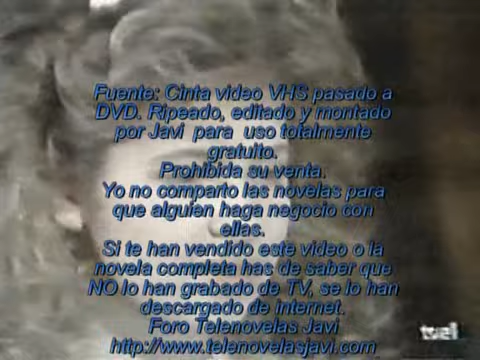 Fuente: Cinta video VHS pasado a
DVD. Ripeado, editado y montado
por Javi para uso totalmente
gratuito.
Prohibida su venta.
Yo no comparto las novelas para
que alguien haga negocio con
ellas.
Si te han vendido este video o la
novela completa has de saber que
NO lo han grabado de TV, se lo han
descargado de internet.
Foro Telenovelas Javi
http://www.telenovelasjavi.com
tve1